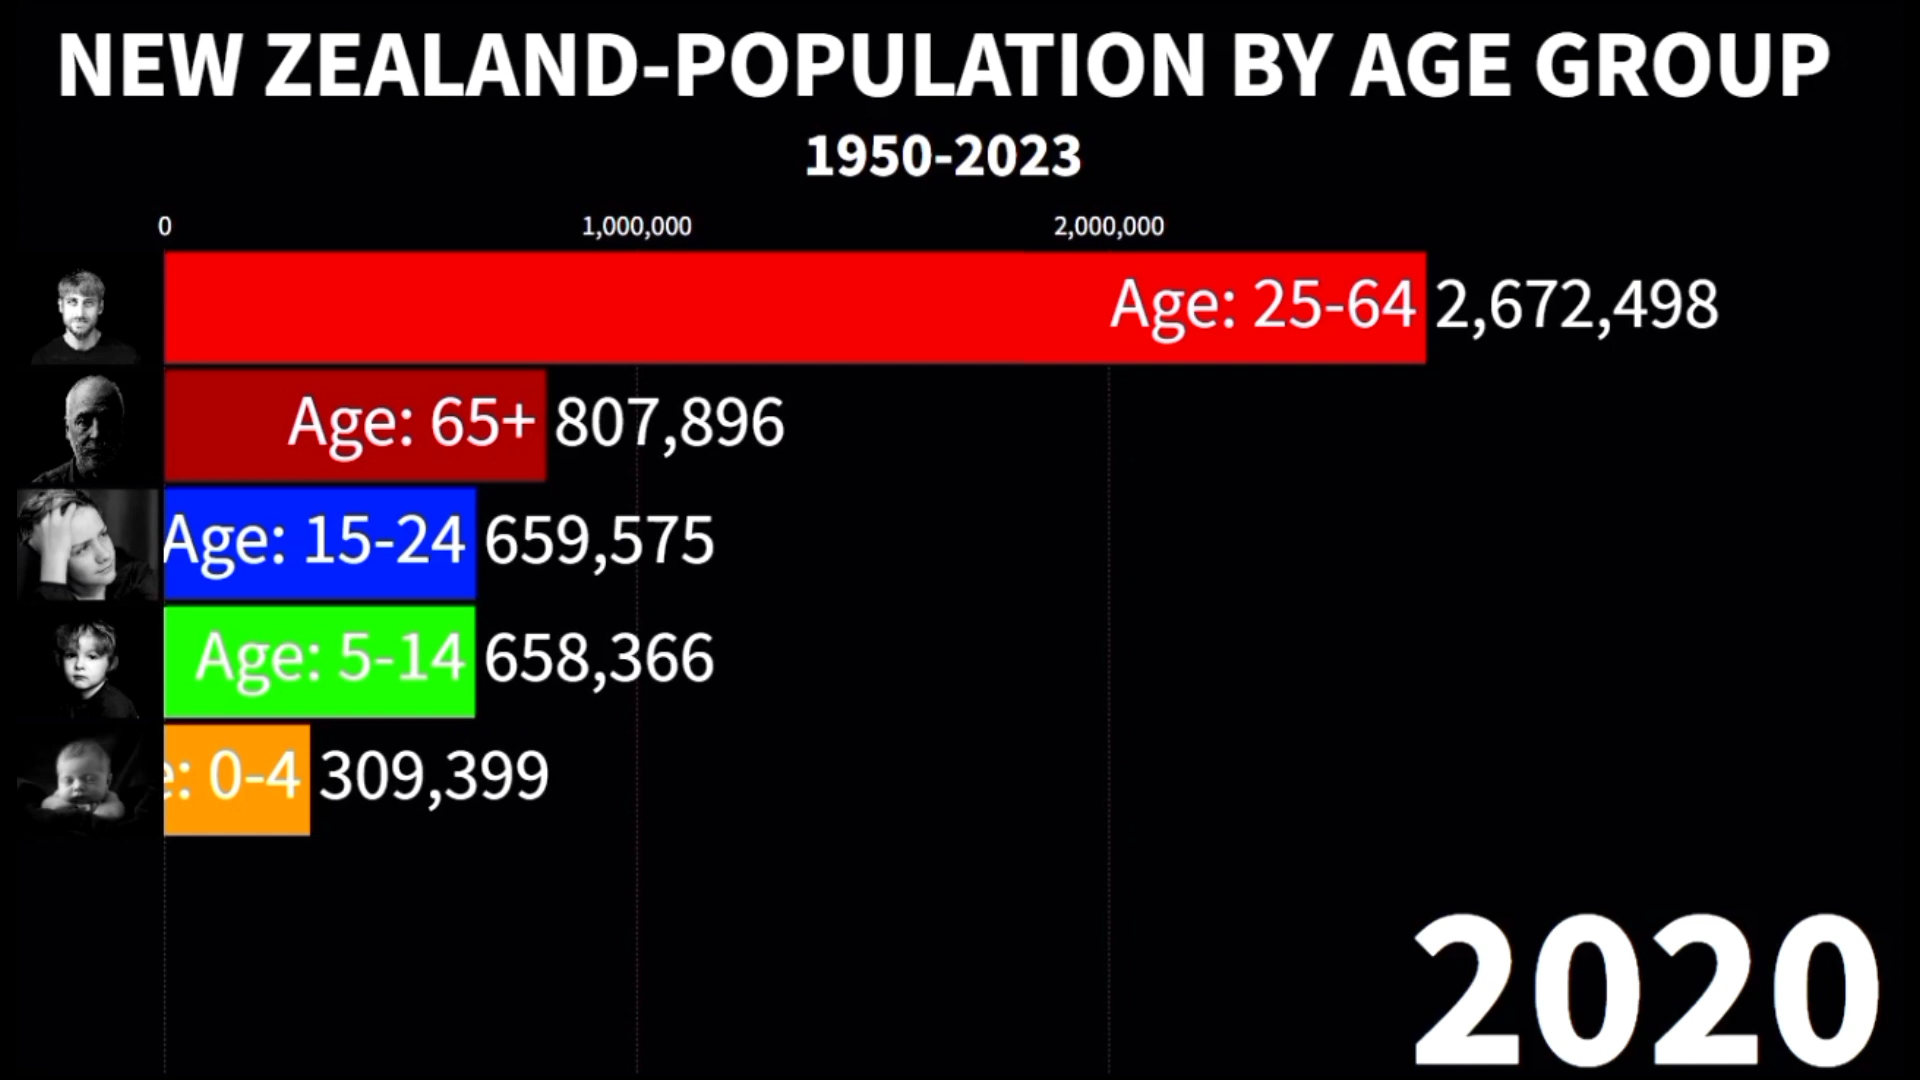 NEW ZEALAND-POPULATION BY AGE GROUP
1950-2023
0 1,000,000 2,000,000
Age: 25-64 2,672,498
Age: 65+ 807,896
Age: 15-24 659,575
Age: 5-14 658,366
e: 0-4 309,399
2020